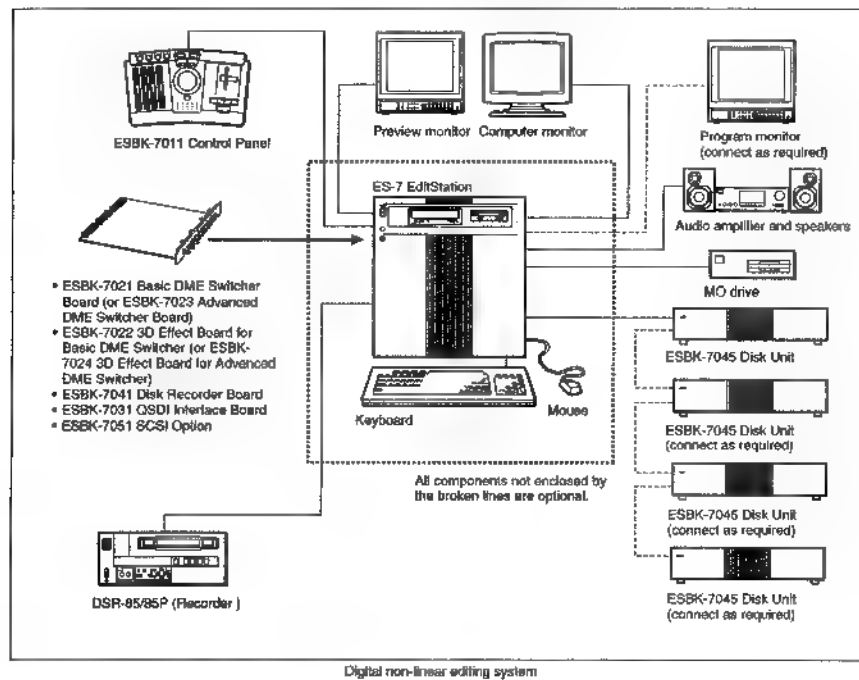 ESBK-7011 Control Panel
Preview monitor
Computer monitor
Program monitor
(connect as required)
ES-7 EditStation
Audio amplifier and speakers
MO drive
• ESBK-7021 Basic DME Switcher
Board (or ESBK-7023 Advanced
DME Switcher Board)
• ESBK-7022 3D Effect Board for
Basic DME Switcher (or ESBK-
7024 3D Effect Board for Advanced
DME Switcher)
• ESBK-7041 Disk Recorder Board
• ESBK-7031 QSDI Interface Board
• ESBK-7051 SCSI Option
ESBK-7045 Disk Unit
Keyboard
Mouse
ESBK-7045 Disk Unit
(connect as required)
All components not enclosed by
the broken lines are optional.
ESBK-7045 Disk Unit
(connect as required)
DSR-85/85P (Recorder )
ESBK-7045 Disk Unit
(connect as required)
Digital non-linear editing system